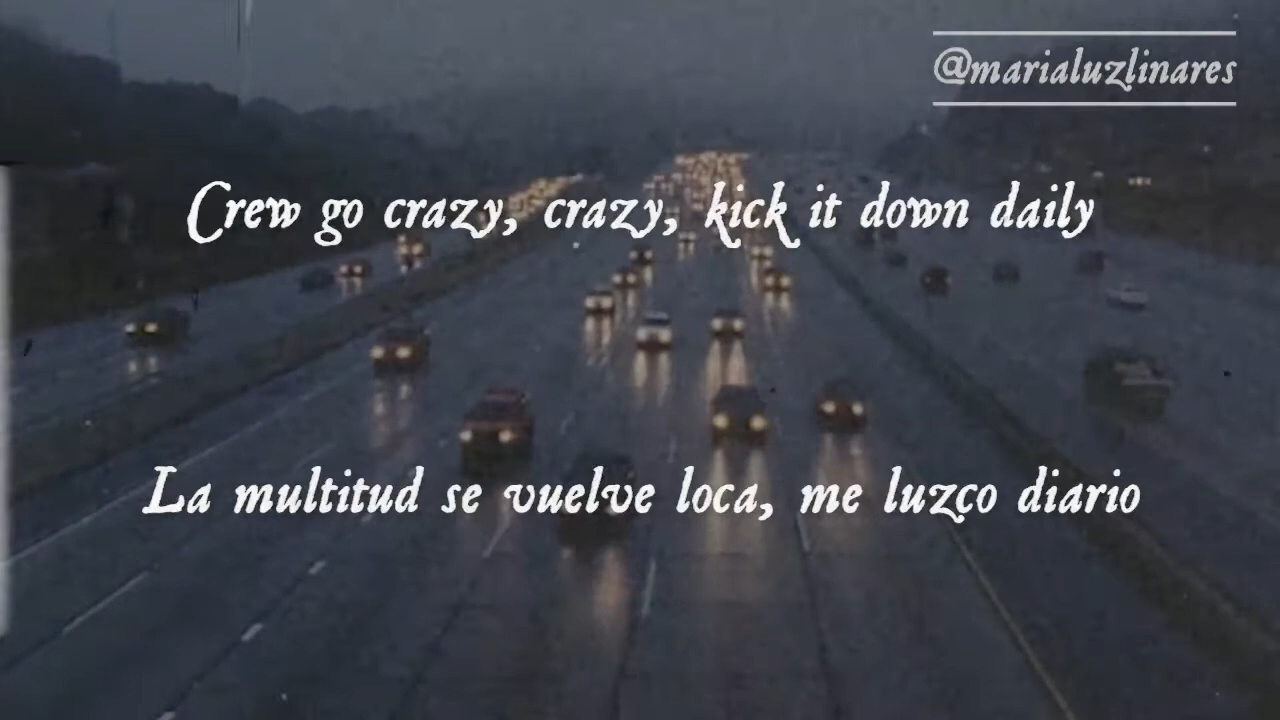 @marialuzlinares
Crew go crazy, crazy, kick it down daily
La multitud se vuelve loca, me luzco diario